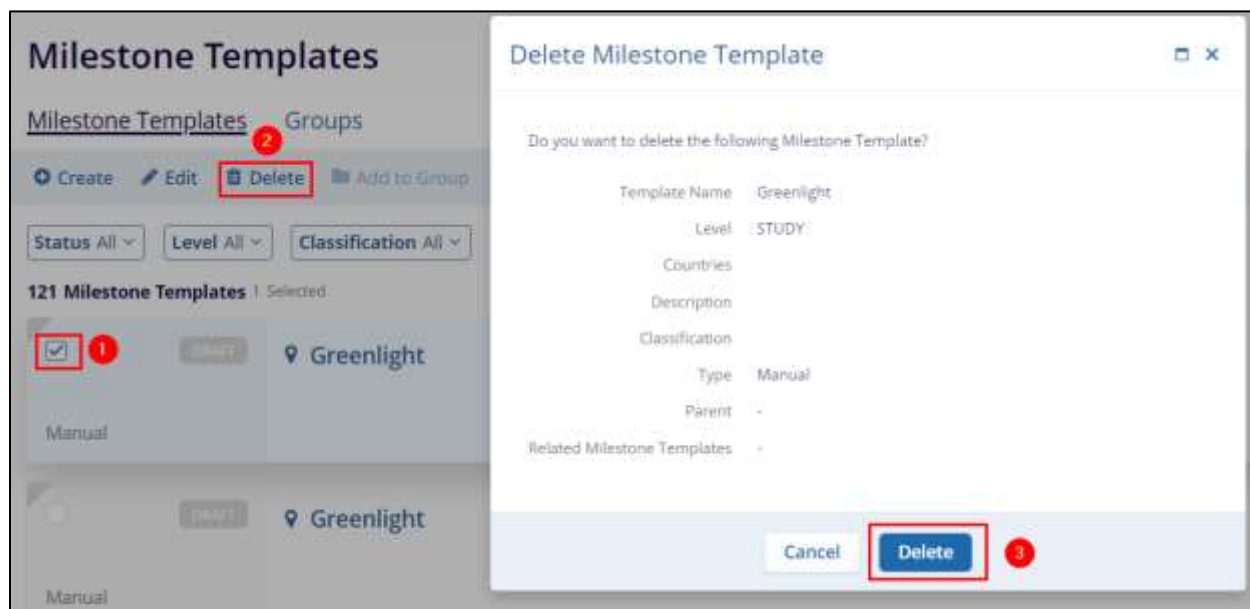 Milestone Templates
Milestone Templates Groups
2
Create Edit Delete Add to Group
Status All Level All Classification All
121 Milestone Templates 1 Selected
1 DRAFT Greenlight
Manual
DRAFT Greenlight
Manual
Delete Milestone Template
Do you want to delete the following Milestone Template?
Template Name Greenlight
Level STUDY
Countries
Description
Classification
Type Manual
Parent -
Related Milestone Templates -
Cancel Delete 3